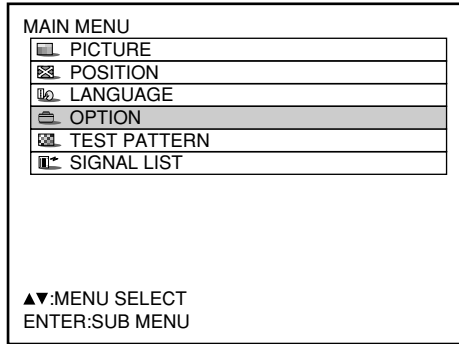 MAIN MENU
PICTURE
POSITION
LANGUAGE
OPTION
TEST PATTERN
SIGNAL LIST
▲▼:MENU SELECT
ENTER:SUB MENU